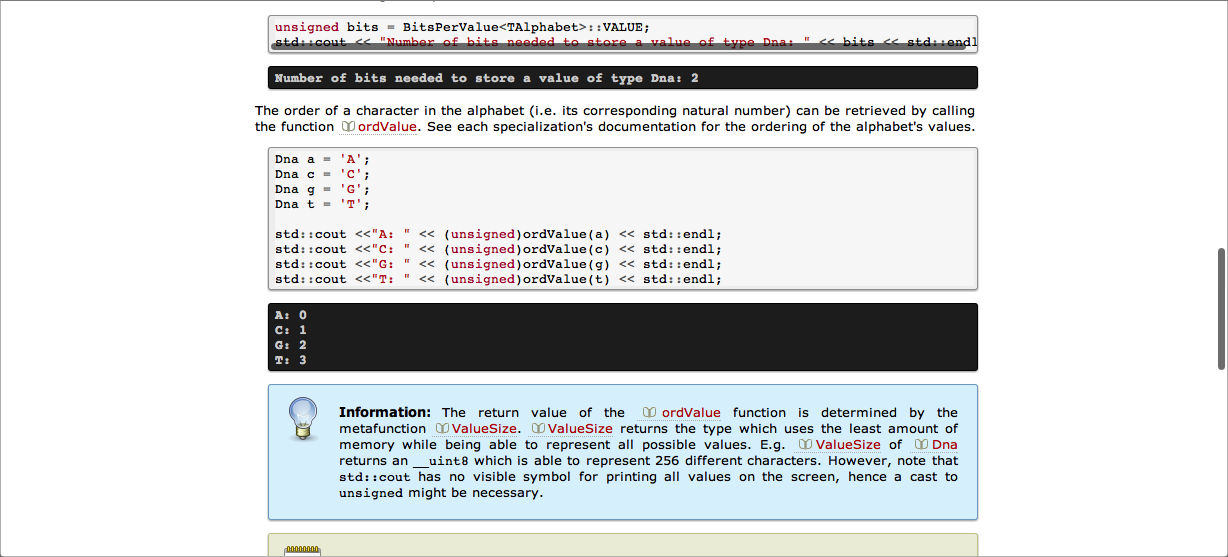 unsigned bits = BitsPerValue<TAlphabet>::VALUE;
std::cout << "Number of bits needed to store a value of type Dna: " << bits << std::endl
Number of bits needed to store a value of type Dna: 2
The order of a character in the alphabet (i.e. its corresponding natural number) can be retrieved by calling
the function ordValue. See each specialization's documentation for the ordering of the alphabet's values.
Dna a = 'A';
Dna c = 'C';
Dna g = 'G';
Dna t = 'T';
std::cout <<"A: " << (unsigned)ordValue(a) << std::endl;
std::cout <<"C: " << (unsigned)ordValue(c) << std::endl;
std::cout <<"G: " << (unsigned)ordValue(g) << std::endl;
std::cout <<"T: " << (unsigned)ordValue(t) << std::endl;
A: 0
C: 1
G: 2
T: 3
Information: The return value of the ordValue function is determined by the
metafunction ValueSize. ValueSize returns the type which uses the least amount of
memory while being able to represent all possible values. E.g. ValueSize of Dna
returns an __uint8 which is able to represent 256 different characters. However, note that
std::cout has no visible symbol for printing all values on the screen, hence a cast to
unsigned might be necessary.